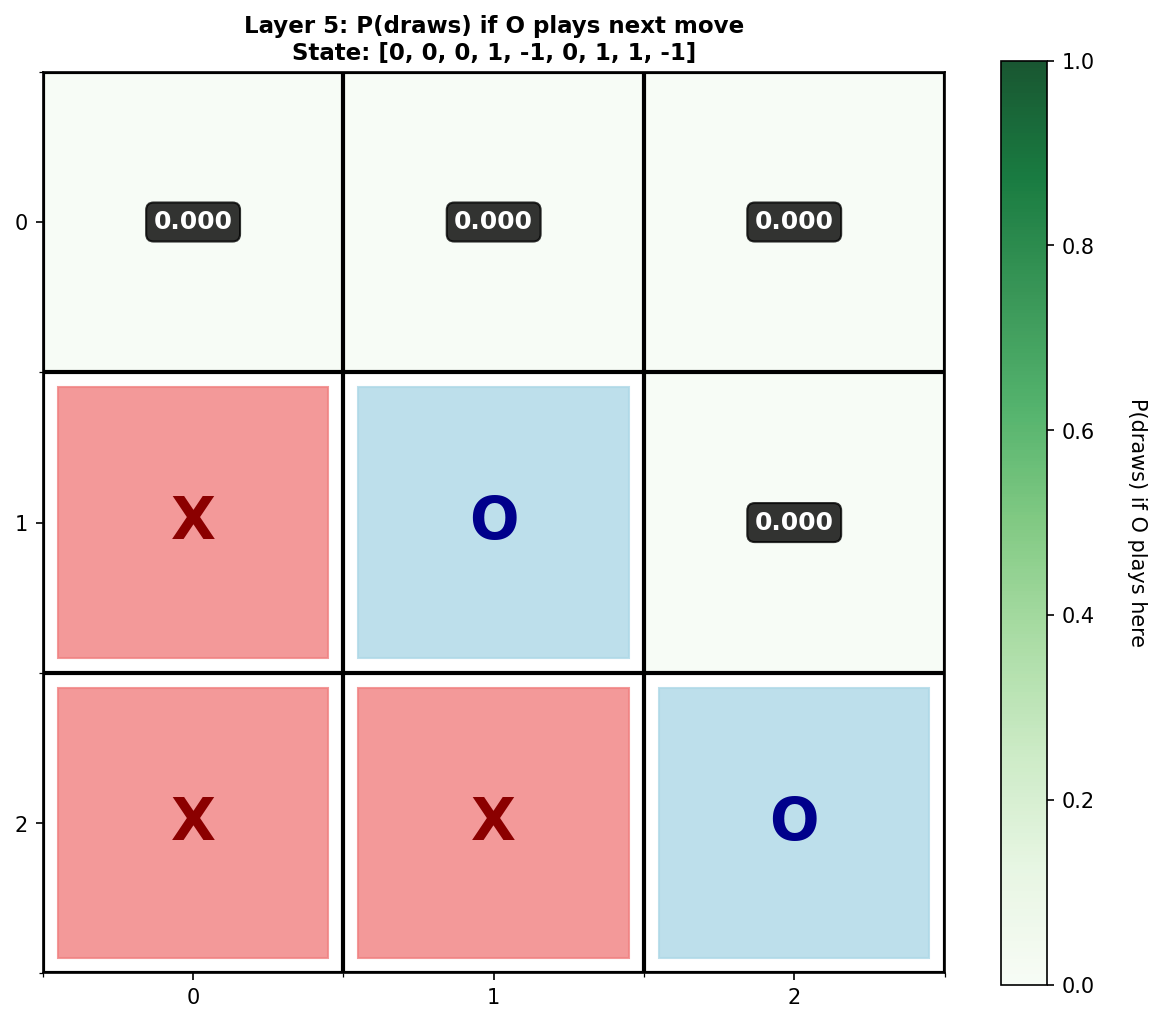 Layer 5: P(draws) if O plays next move
State: [0, 0, 0, 1, -1, 0, 1, 1, -1]
0
0.000
0.000
0.000
1
X
O
0.000
2
X
X
O
0
1
2
1.0
0.8
0.6
0.4
0.2
0.0
P(draws) if O plays here